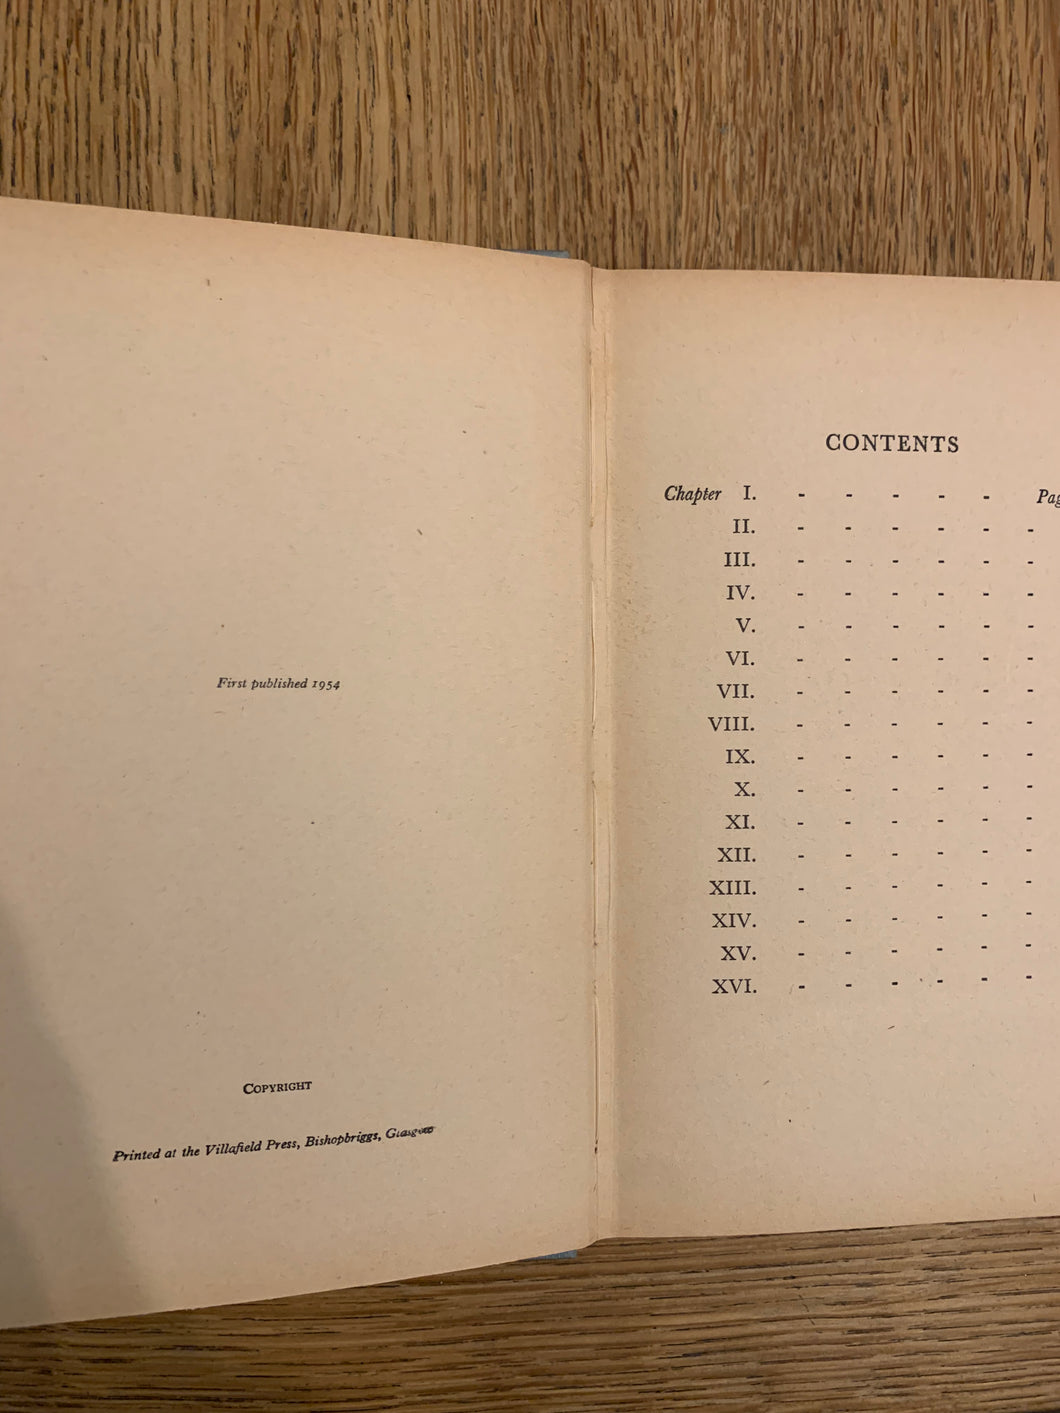 First published 1954
COPYRIGHT
Printed at the Villafield Press, Bishopbriggs, Glasgow
CONTENTS
Chapter I. - - - - - Pag
II. - - - - - -
III. - - - - - -
IV. - - - - - -
V. - - - - - -
VI. - - - - - -
VII. - - - - - -
VIII. - - - - - -
IX. - - - - - -
X. - - - - - -
XI. - - - - - -
XII. - - - - - -
XIII. - - - - - -
XIV. - - - - - -
XV. - - - - - -
XVI. - - - - - -